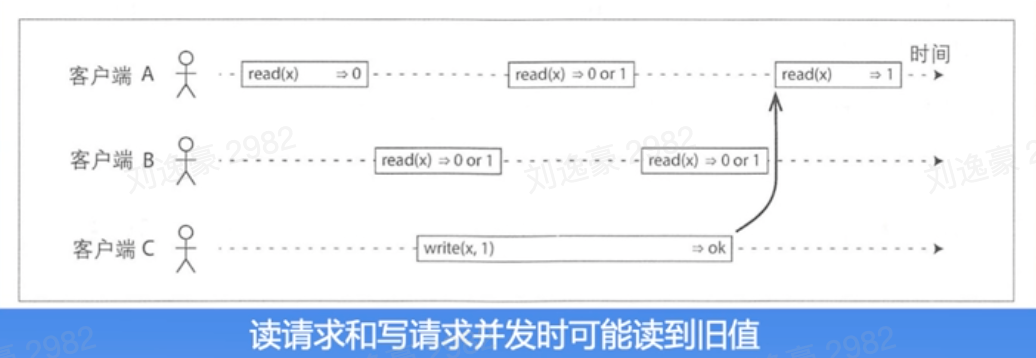 时间
客户端 A read(x) ⇒ 0 read(x) ⇒ 0 or 1 read(x) ⇒ 1
客户端 B read(x) ⇒ 0 or 1 read(x) ⇒ 0 or 1
客户端 C write(x, 1) ⇒ ok
读请求和写请求并发时可能读到旧值
刘逸豪 2982
刘逸豪 2982
刘逸豪 2
2982
2982